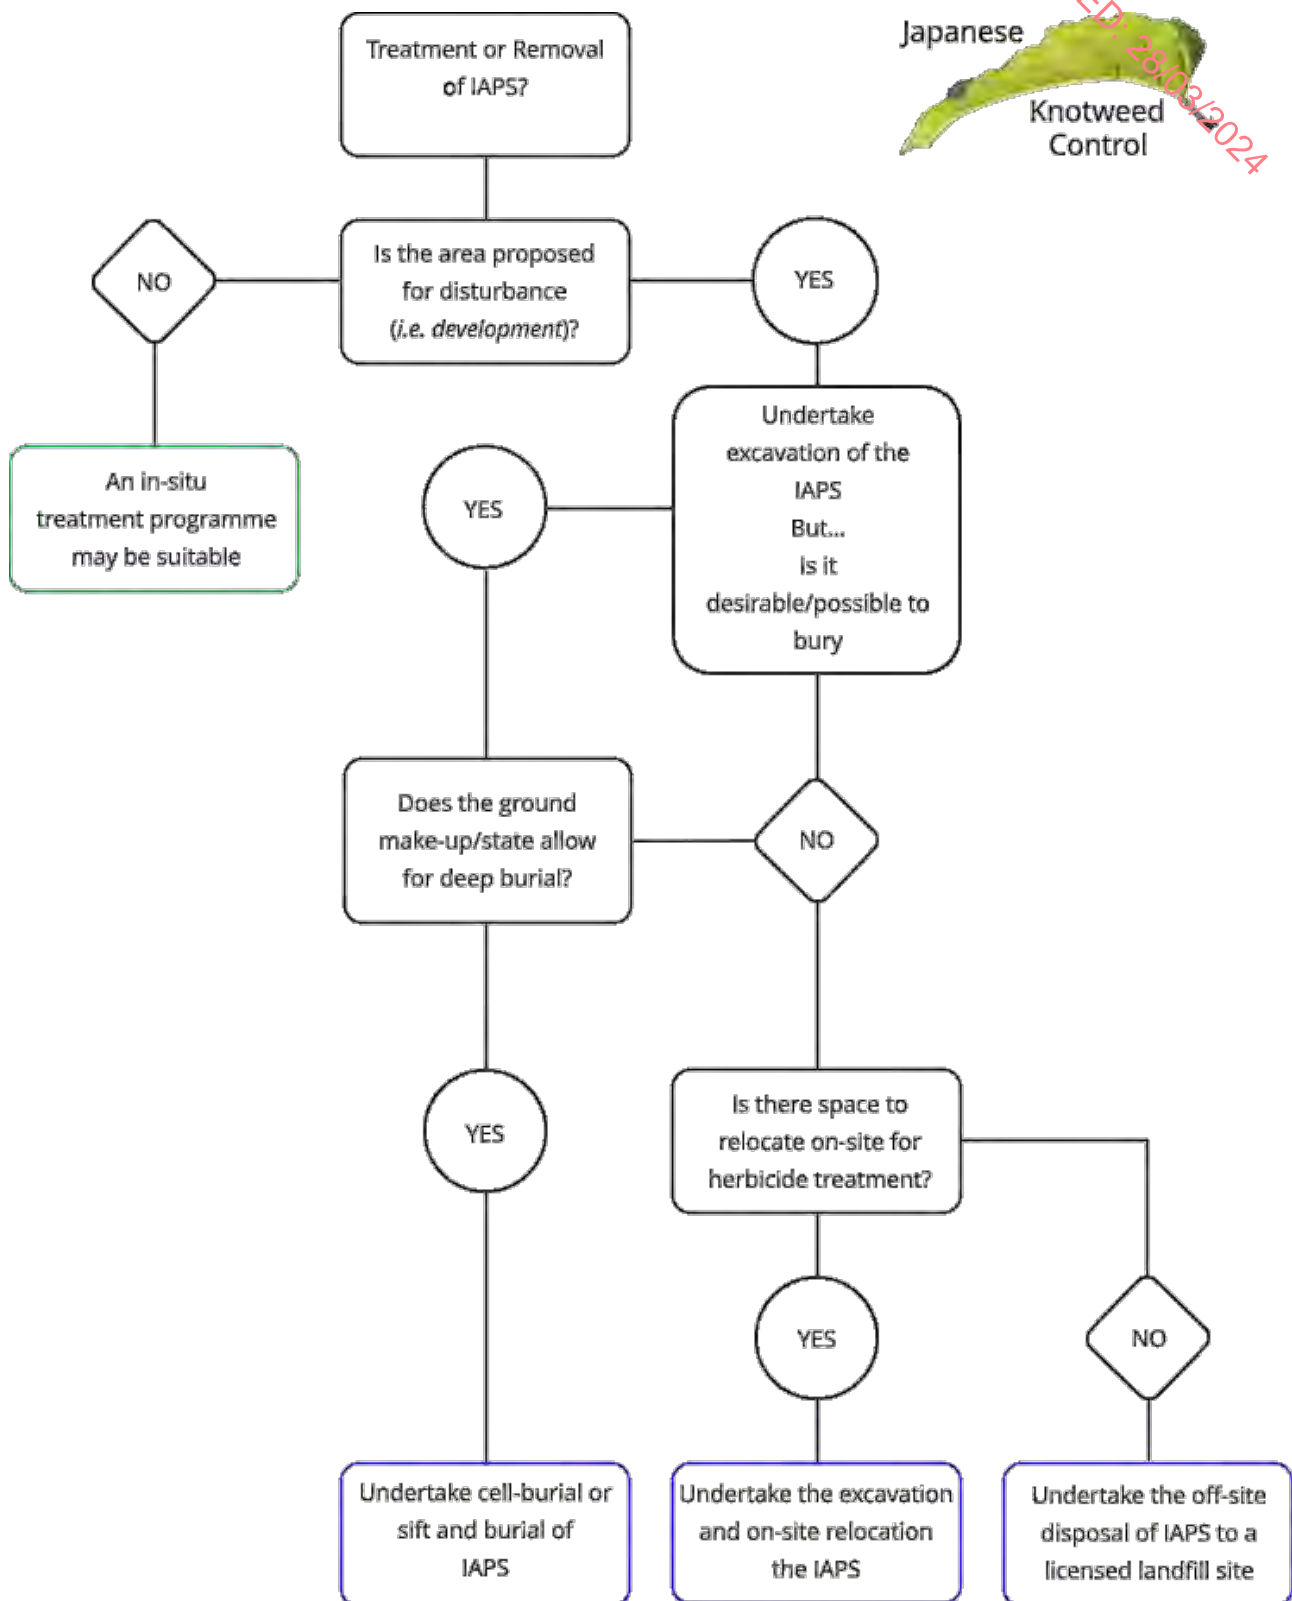 Japanese
Knotweed
Control
ED: 28/03/2024
Treatment or Removal
of IAPS?
Is the area proposed
for disturbance
(i.e. development)?
NO
YES
An in-situ
treatment programme
may be suitable
Undertake
excavation of the
IAPS
But...
is it
desirable/possible to
bury
YES
Does the ground
make-up/state allow
for deep burial?
NO
YES
Is there space to
relocate on-site for
herbicide treatment?
YES
NO
Undertake cell-burial or
sift and burial of
IAPS
Undertake the excavation
and on-site relocation
the IAPS
Undertake the off-site
disposal of IAPS to a
licensed landfill site